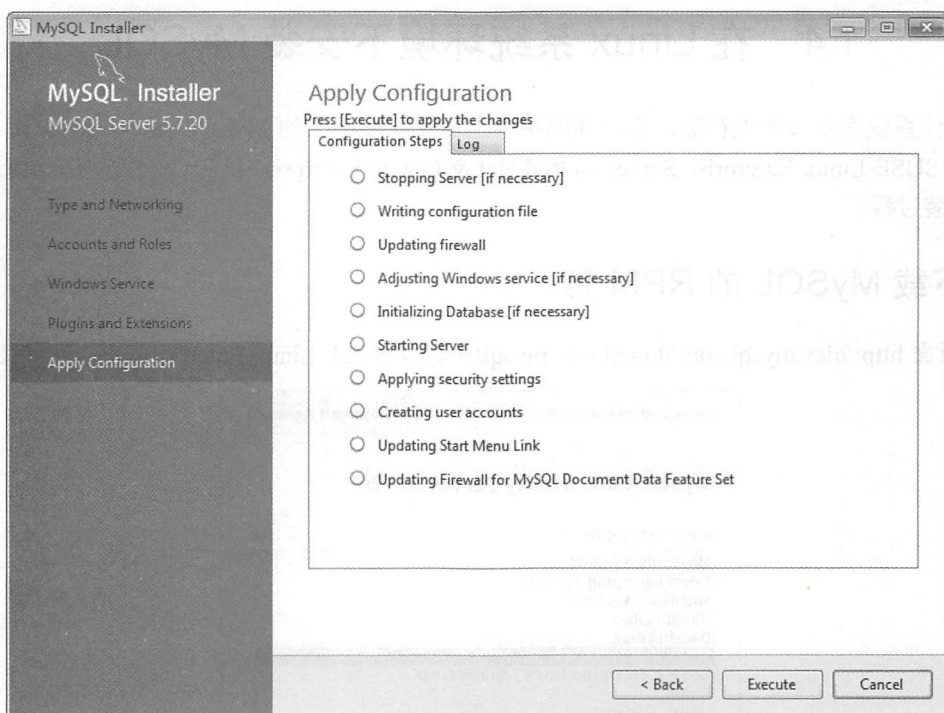 MySQL Installer
MySQL. Installer
MySQL Server 5.7.20
Type and Networking
Accounts and Roles
Windows Service
Plugins and Extensions
Apply Configuration
Apply Configuration
Press [Execute] to apply the changes
Configuration Steps
Log
Stopping Server [if necessary]
Writing configuration file
Updating firewall
Adjusting Windows service [if necessary]
Initializing Database [if necessary]
Starting Server
Applying security settings
Creating user accounts
Updating Start Menu Link
Updating Firewall for MySQL Document Data Feature Set
< Back
Execute
Cancel